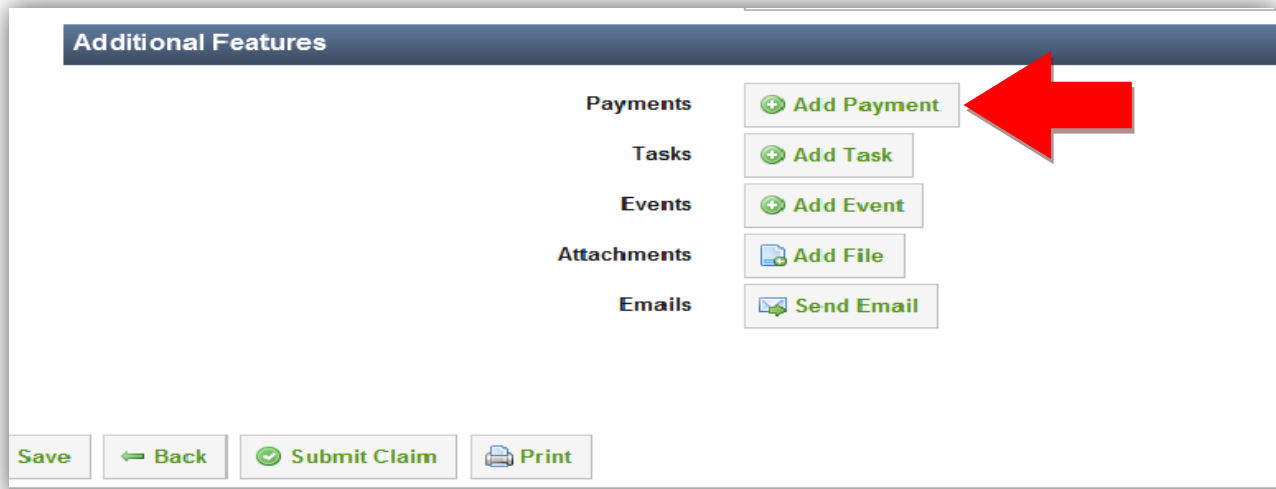 Additional Features
Payments Add Payment
Tasks Add Task
Events Add Event
Attachments Add File
Emails Send Email
Save Back Submit Claim Print